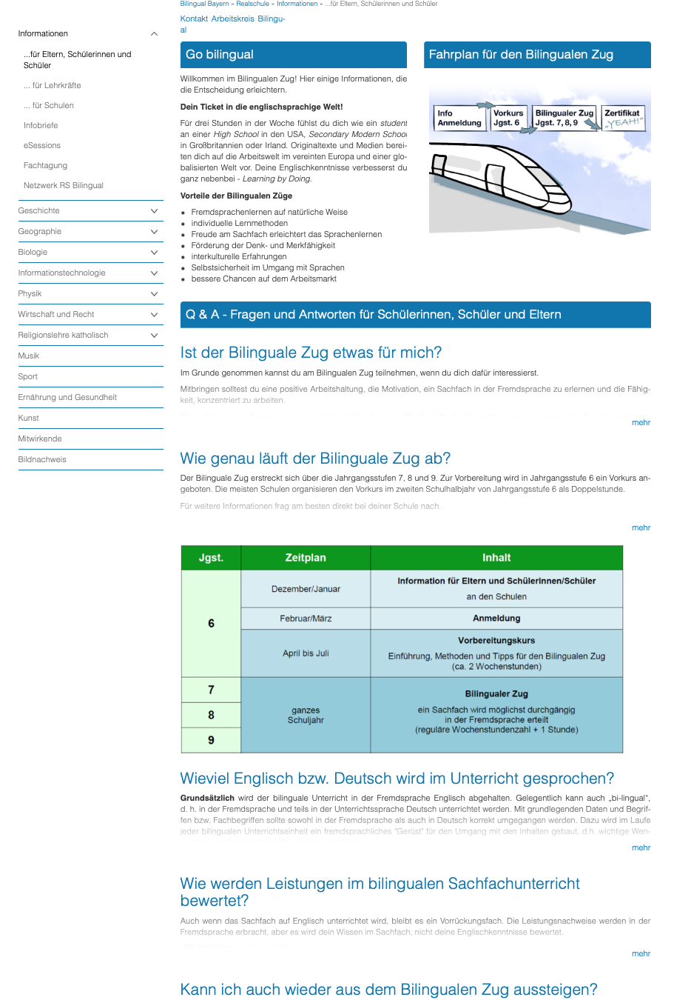 Bilingual Bayern » Realschule » Informationen » ...für Eltern, Schülerinnen und Schüler
Kontakt Arbeitskreis Bilingu-
al
Informationen
...für Eltern, Schülerinnen und
Schüler
... für Lehrkräfte
... für Schulen
Infobriefe
eSessions
Fachtagung
Netzwerk RS Bilingual
Geschichte
Geographie
Biologie
Informationstechnologie
Physik
Wirtschaft und Recht
Religionslehre katholisch
Musik
Sport
Ernährung und Gesundheit
Kunst
Mitwirkende
Bildnachweis
Go bilingual
Willkommen im Bilingualen Zug! Hier einige Informationen, die
die Entscheidung erleichtern.
Dein Ticket in die englischsprachige Welt!
Für drei Stunden in der Woche fühlst du dich wie ein student
an einer High School in den USA, Secondary Modern School
in Großbritannien oder Irland. Originaltexte und Medien berei-
ten dich auf die Arbeitswelt im vereinten Europa und einer glo-
balisierten Welt vor. Deine Englischkenntnisse verbesserst du
ganz nebenbei - Learning by Doing.
Vorteile der Bilingualen Züge
Fremdsprachenlernen auf natürliche Weise
individuelle Lernmethoden
Freude am Sachfach erleichtert das Sprachenlernen
Förderung der Denk- und Merkfähigkeit
interkulturelle Erfahrungen
Selbstsicherheit im Umgang mit Sprachen
bessere Chancen auf dem Arbeitsmarkt
Fahrplan für den Bilingualen Zug
Info
Anmeldung
Vorkurs
Jgst. 6
Bilingualer Zug
Jgst. 7, 8, 9
Zertifikat
„YEAH!“
Q & A - Fragen und Antworten für Schülerinnen, Schüler und Eltern
Ist der Bilinguale Zug etwas für mich?
Im Grunde genommen kannst du am Bilingualen Zug teilnehmen, wenn du dich dafür interessierst.
Mitbringen solltest du eine positive Arbeitshaltung, die Motivation, ein Sachfach in der Fremdsprache zu erlernen und die Fähig-
keit, konzentriert zu arbeiten.
mehr
Wie genau läuft der Bilinguale Zug ab?
Der Bilinguale Zug erstreckt sich über die Jahrgangsstufen 7, 8 und 9. Zur Vorbereitung wird in Jahrgangsstufe 6 ein Vorkurs an-
geboten. Die meisten Schulen organisieren den Vorkurs im zweiten Schulhalbjahr von Jahrgangsstufe 6 als Doppelstunde.
Für weitere Informationen frag am besten direkt bei deiner Schule nach.
mehr
Jgst. Zeitplan Inhalt
6
Dezember/Januar
Information für Eltern und Schülerinnen/Schüler
an den Schulen
Februar/März Anmeldung
April bis Juli
Vorbereitungskurs
Einführung, Methoden und Tipps für den Bilingualen Zug
(ca. 2 Wochenstunden)
7
8
9
ganzes
Schuljahr
Bilingualer Zug
ein Sachfach wird möglichst durchgängig
in der Fremdsprache erteilt
(reguläre Wochenstundenzahl + 1 Stunde)
Wieviel Englisch bzw. Deutsch wird im Unterricht gesprochen?
Grundsätzlich wird der bilinguale Unterricht in der Fremdsprache Englisch abgehalten. Gelegentlich kann auch „bi-lingual“,
d. h. in der Fremdsprache und teils in der Unterrichtssprache Deutsch unterrichtet werden. Mit grundlegenden Daten und Begrif-
fen bzw. Fachbegriffen sollte sowohl in der Fremdsprache als auch in Deutsch korrekt umgegangen werden. Dazu wird im Laufe
jeder bilingualen Unterrichtseinheit ein fremdsprachliches "Gerüst" für den Umgang mit den Inhalten gebaut, d.h. wichtige Wen-
mehr
Wie werden Leistungen im bilingualen Sachfachunterricht
bewertet?
Auch wenn das Sachfach auf Englisch unterrichtet wird, bleibt es ein Vorrückungsfach. Die Leistungsnachweise werden in der
Fremdsprache erbracht, aber es wird dein Wissen im Sachfach, nicht deine Englischkenntnisse bewertet.
mehr
Kann ich auch wieder aus dem Bilingualen Zug aussteigen?